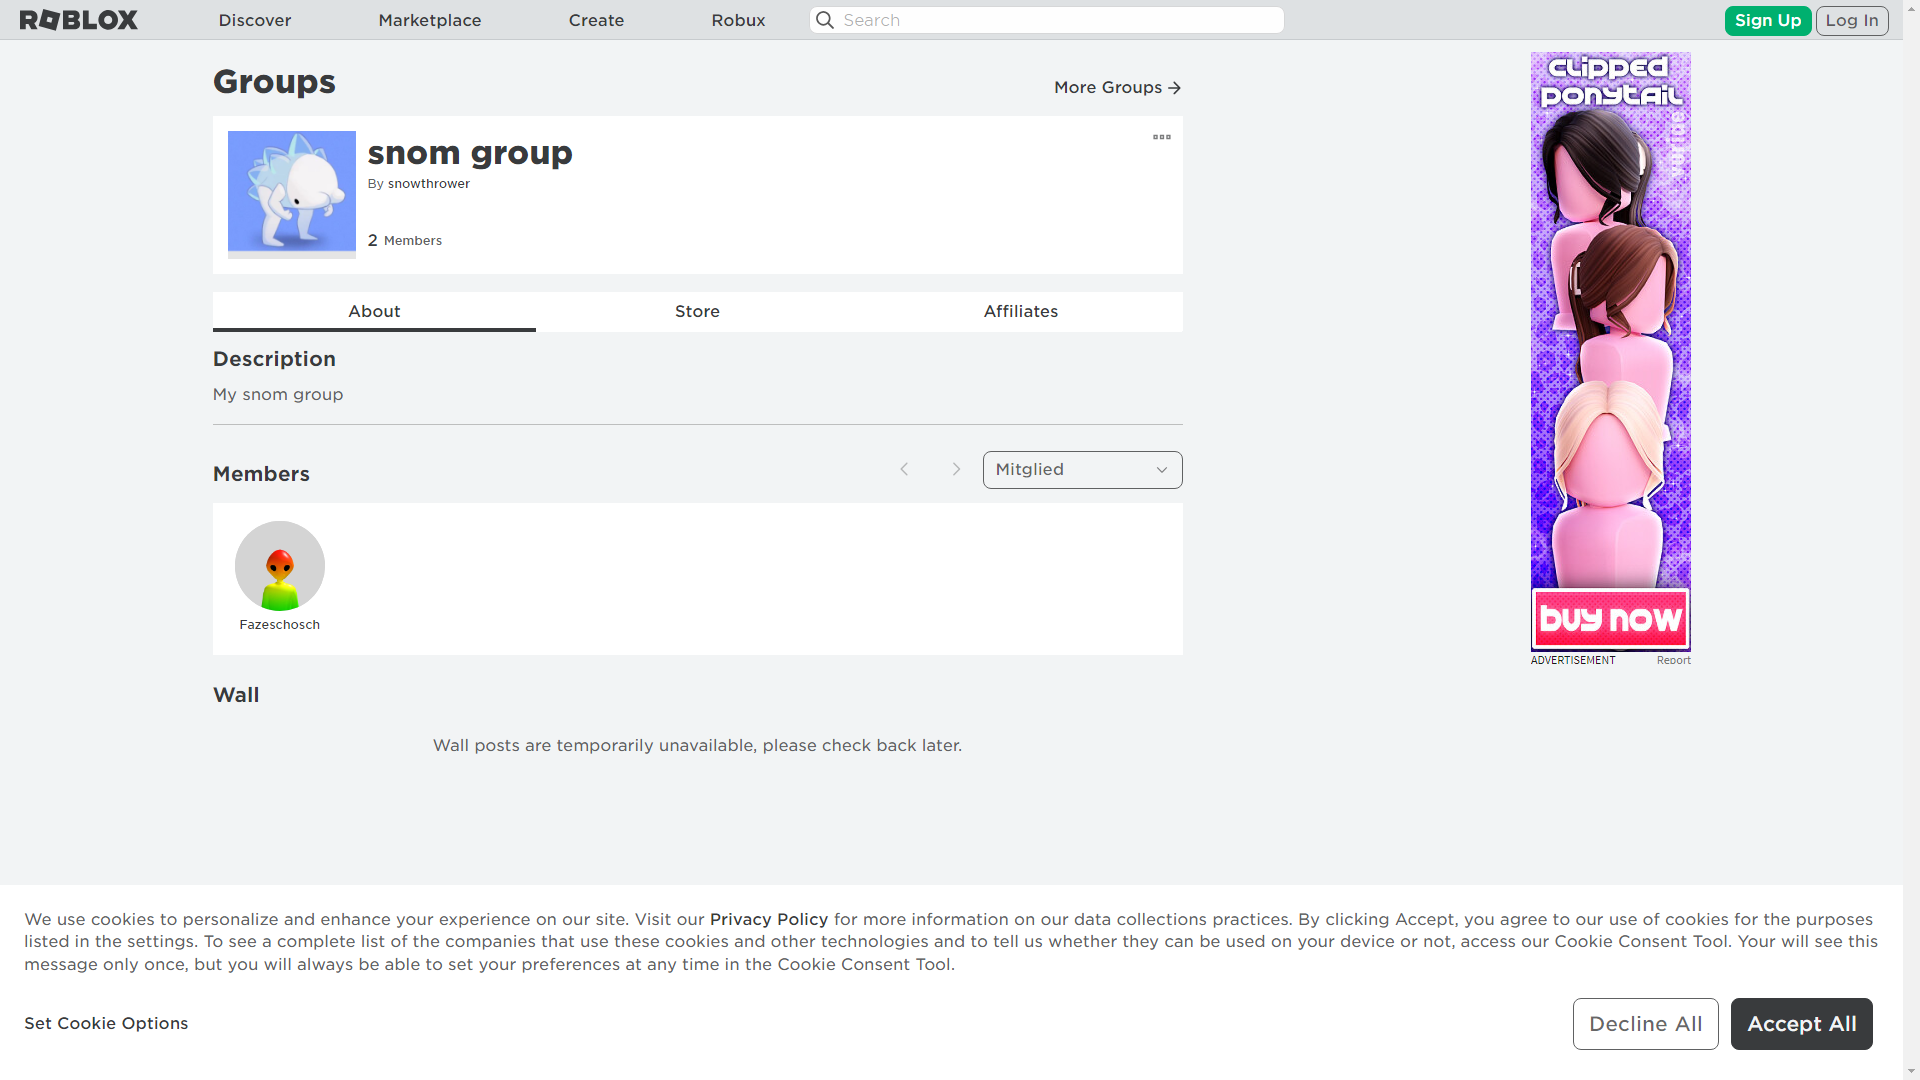 ROBLOX
Discover
Marketplace
Create
Robux
Search
Sign Up
Log In
Groups
More Groups
snom group
By snowthrower
2 Members
About
Store
Affiliates
Description
My snom group
Members
Mitglied
Fazeschosch
Wall
Wall posts are temporarily unavailable, please check back later.
clipped
ponytail
buy now
ADVERTISEMENT
Report
We use cookies to personalize and enhance your experience on our site. Visit our Privacy Policy for more information on our data collections practices. By clicking Accept, you agree to our use of cookies for the purposes
listed in the settings. To see a complete list of the companies that use these cookies and other technologies and to tell us whether they can be used on your device or not, access our Cookie Consent Tool. Your will see this
message only once, but you will always be able to set your preferences at any time in the Cookie Consent Tool.
Set Cookie Options
Decline All
Accept All